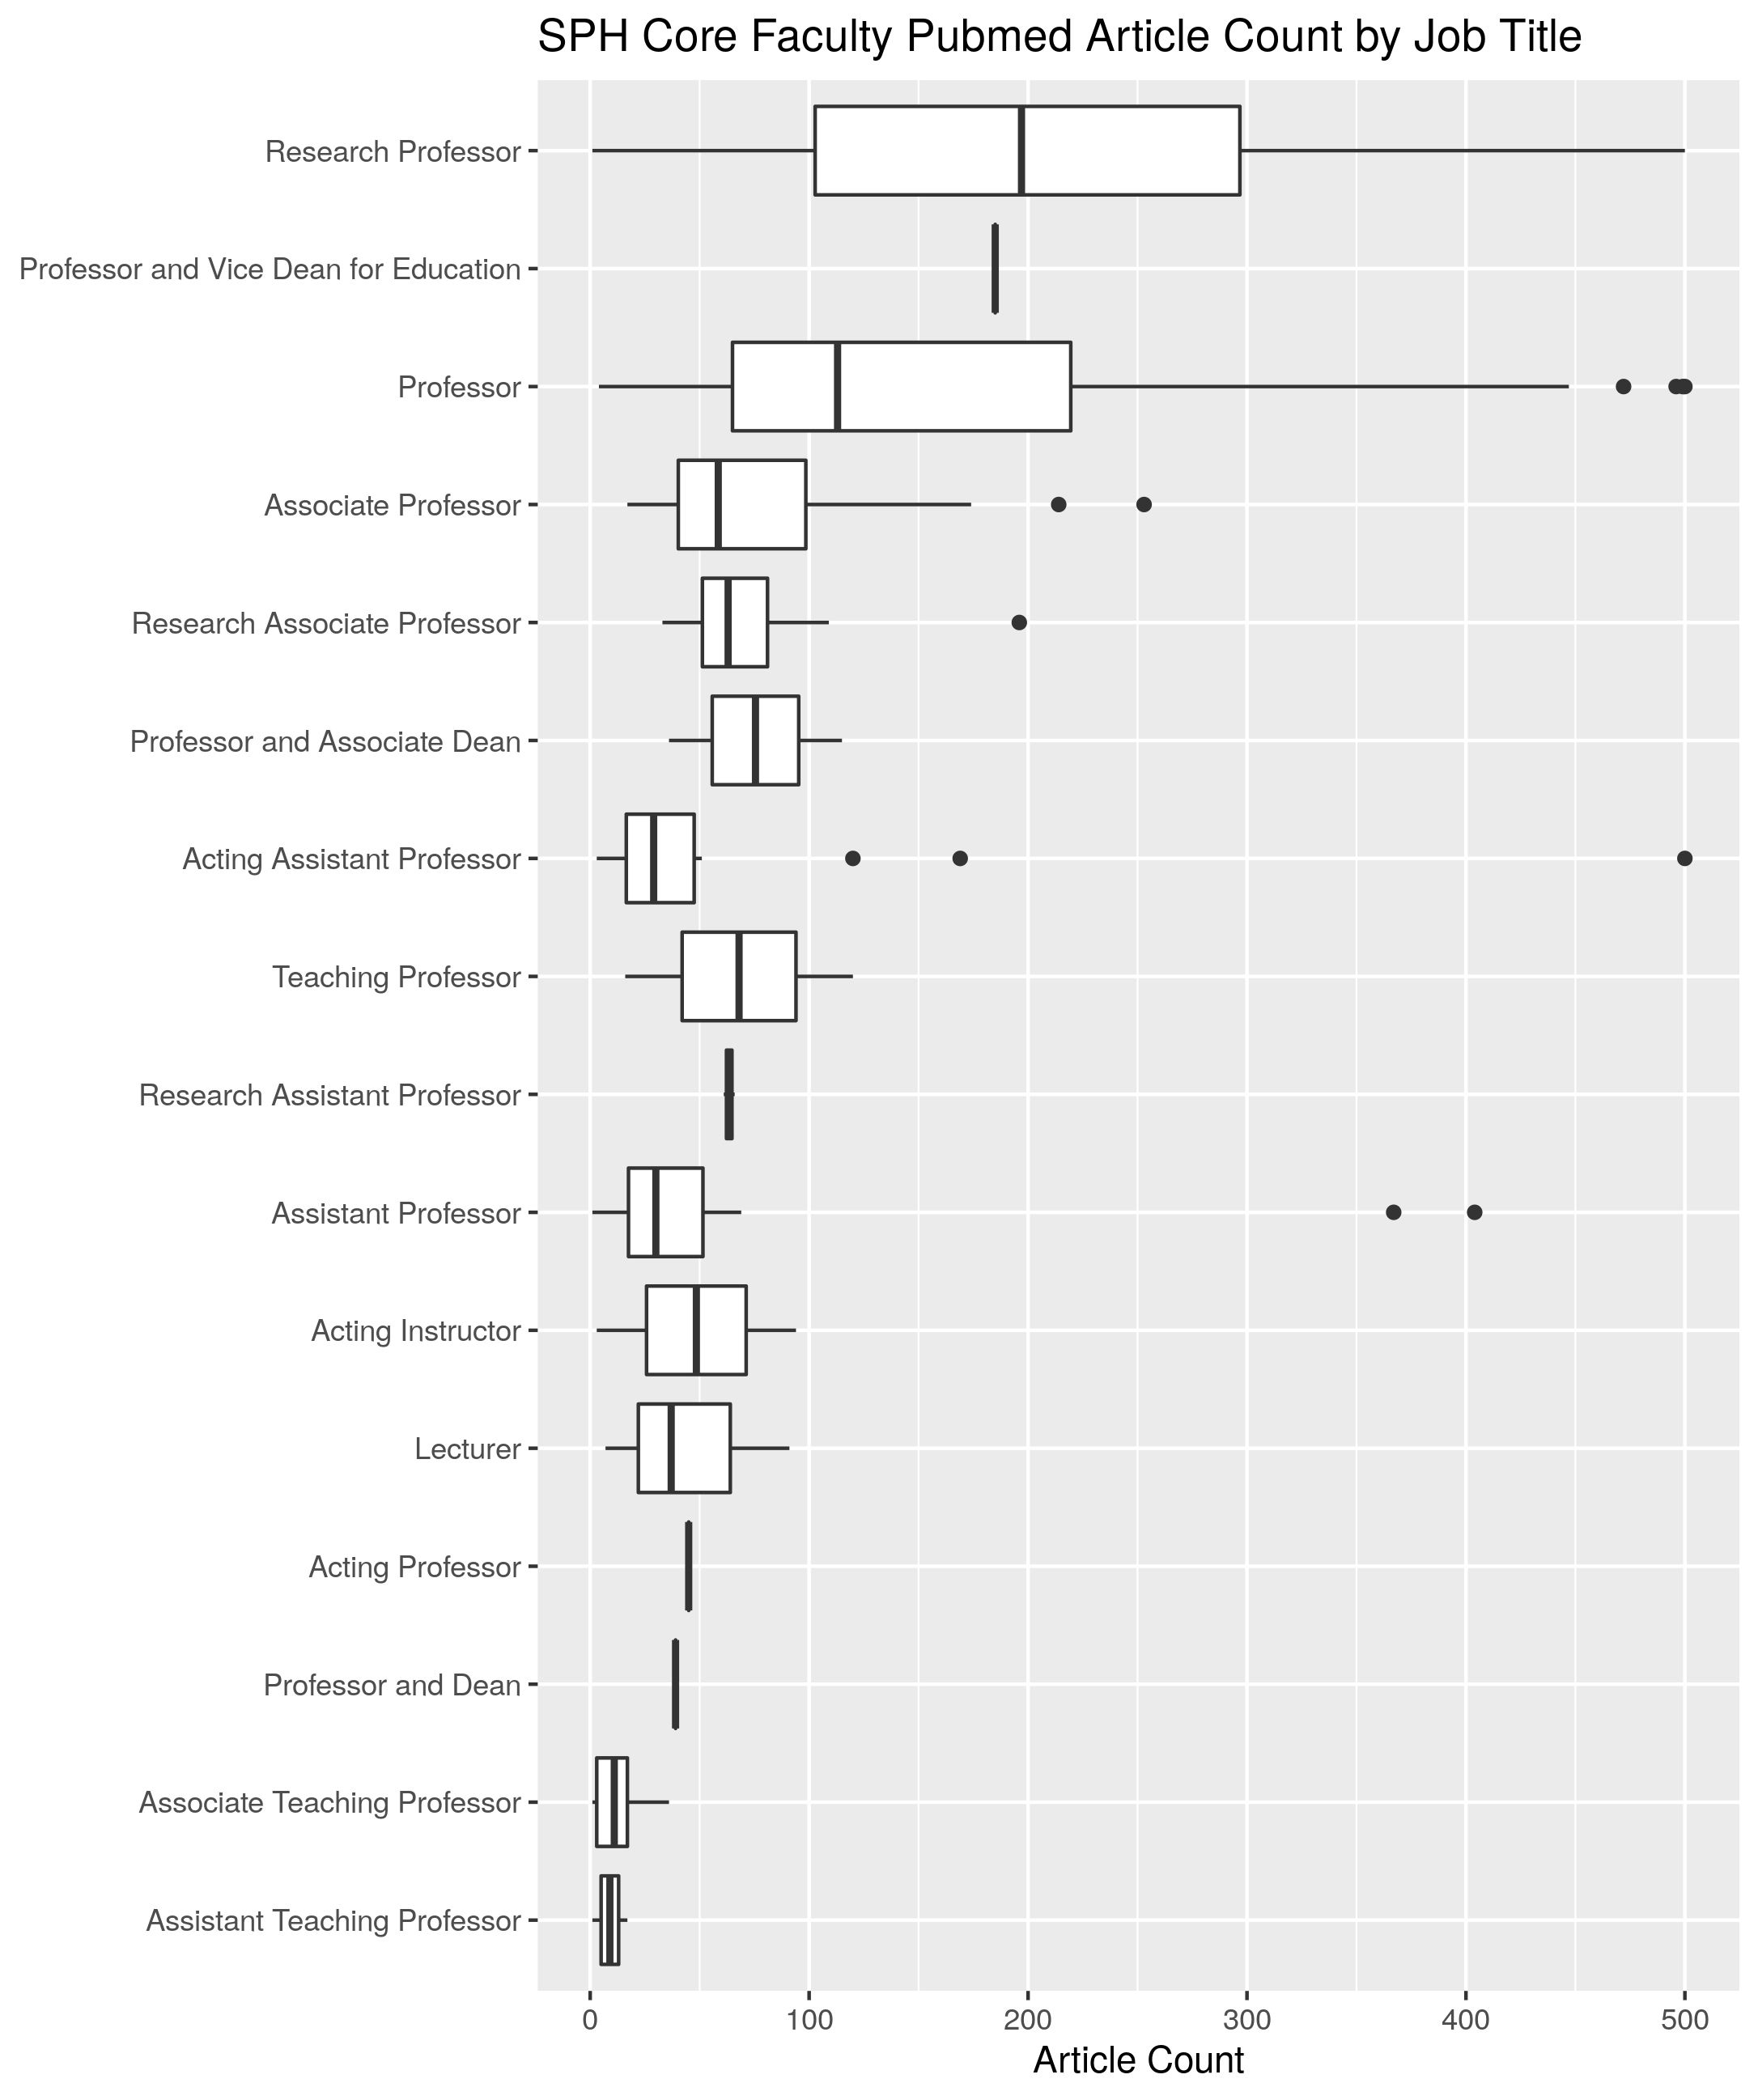 SPH Core Faculty Pubmed Article Count by Job Title
Research Professor
Professor and Vice Dean for Education
Professor
Associate Professor
Research Associate Professor
Professor and Associate Dean
Acting Assistant Professor
Teaching Professor
Research Assistant Professor
Assistant Professor
Acting Instructor
Lecturer
Acting Professor
Professor and Dean
Associate Teaching Professor
Assistant Teaching Professor
0 100 200 300 400 500
Article Count